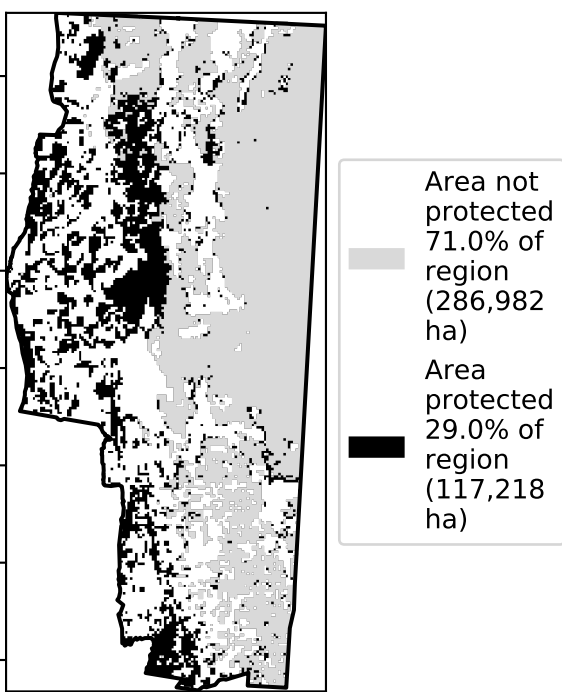 Area not
protected
71.0% of
region
(286,982
ha)
Area
protected
29.0% of
region
(117,218
ha)